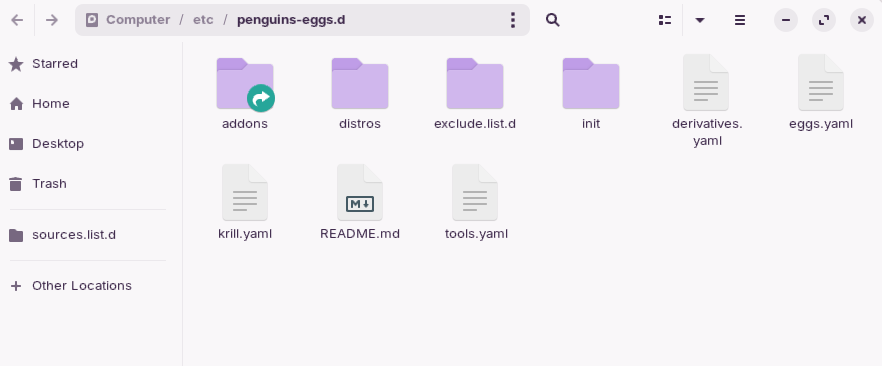 Computer / etc / penguins-eggs.d
Starred
Home
Desktop
Trash
sources.list.d
Other Locations
addons
distros
exclude.list.d
init
derivatives.
yaml
eggs.yaml
krill.yaml
M
README.md
tools.yaml